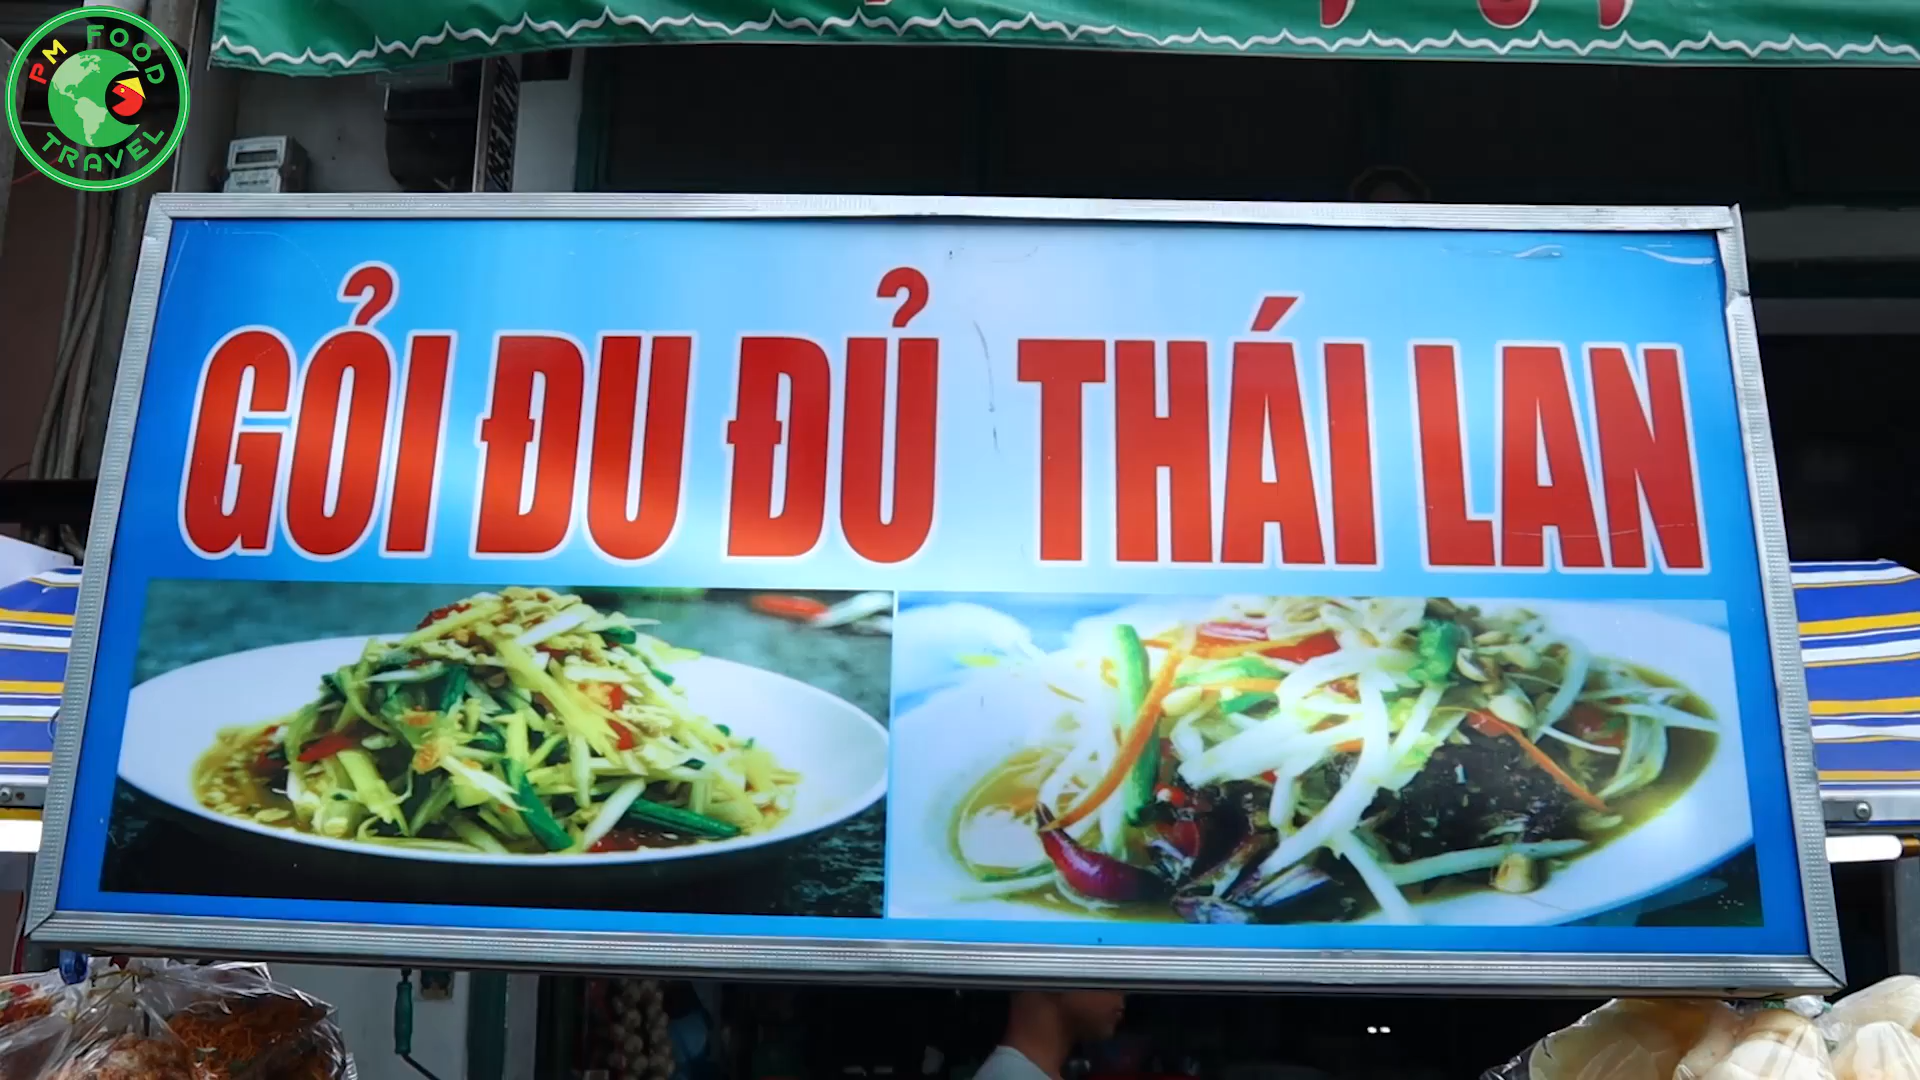 PM FOOD
TRAVEL
GỎI ĐU ĐỦ THÁI LAN